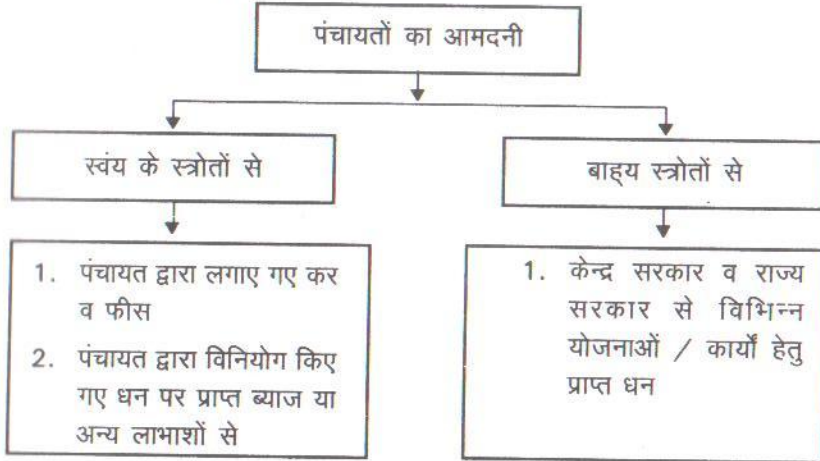 पंचायतों का आमदनी
स्वंय के स्त्रोतों से
बाह्य स्त्रोतों से
1. पंचायत द्वारा लगाए गए कर
व फीस
2. पंचायत द्वारा विनियोग किए
गए धन पर प्राप्त ब्याज या
अन्य लाभाशों से
1. केन्द्र सरकार व राज्य
सरकार से विभिन्न
योजनाओं / कार्यों हेतु
प्राप्त धन